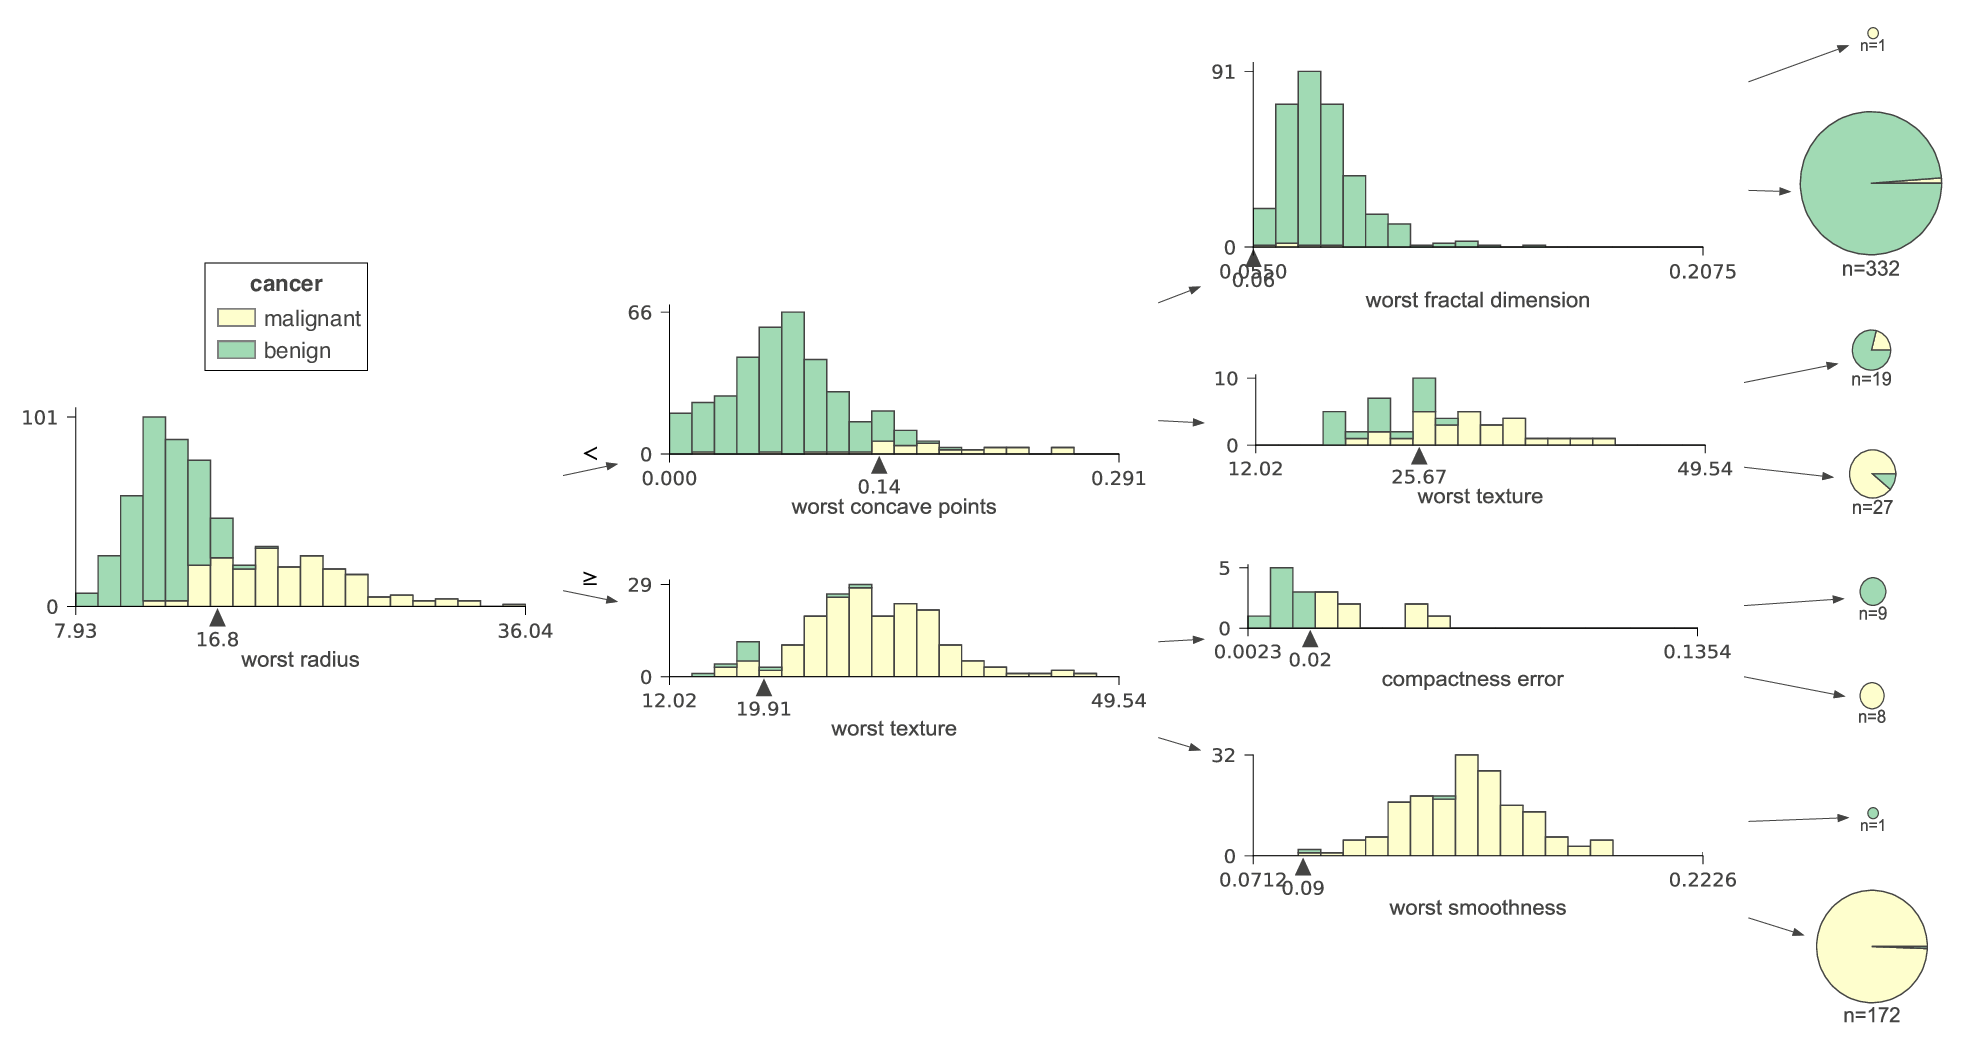 cancer
malignant
benign
101
0
7.93
16.8
36.04
worst radius
<
≥
66
0
0.000
0.14
0.291
worst concave points
29
0
12.02
19.91
49.54
worst texture
91
0
0.0550
0.06
0.2075
worst fractal dimension
10
0
12.02
25.67
49.54
worst texture
5
0
0.0023
0.02
0.1354
compactness error
32
0
0.0712
0.09
0.2226
worst smoothness
n=1
n=332
n=19
n=27
n=9
n=8
n=1
n=172